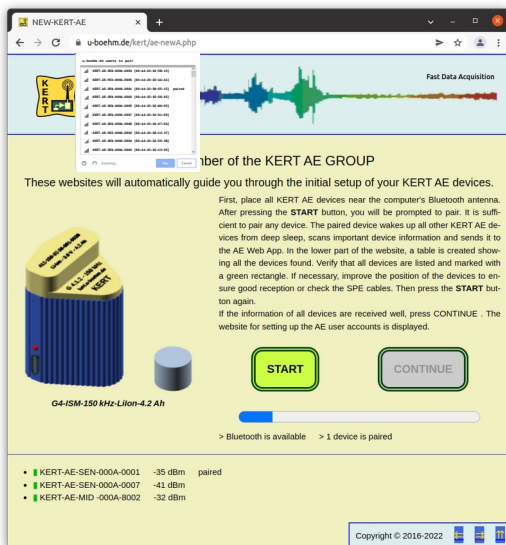 NEW-KERT-AE
u-boehm.de/kert/ae-newA.php
KERT
Fast Data Acquisition
u-boehm.de wants to pair
paired
Scanning...
Cancel
mber of the KERT AE GROUP
These websites will automatically guide you through the initial setup of your KERT AE devices.
First, place all KERT AE devices near the computer's Bluetooth antenna.
After pressing the START button, you will be prompted to pair. It is suffi-
cient to pair any device. The paired device wakes up all other KERT AE de-
vices from deep sleep, scans important device information and sends it to
the AE Web App. In the lower part of the website, a table is created show-
ing all the devices found. Verify that all devices are listed and marked with
a green rectangle. If necessary, improve the position of the devices to en-
sure good reception or check the SPE cables. Then press the START but-
ton again.
If the information of all devices are received well, press CONTINUE . The
website for setting up the AE user accounts is displayed.
KERT
START
CONTINUE
G4-ISM-150 kHz-LiIon-4.2 Ah
> Bluetooth is available > 1 device is paired
KERT-AE-SEN-000A-0001 -35 dBm paired
KERT-AE-SEN-000A-0007 -41 dBm
KERT-AE-MID -000A-8002 -32 dBm
Copyright © 2016-2022